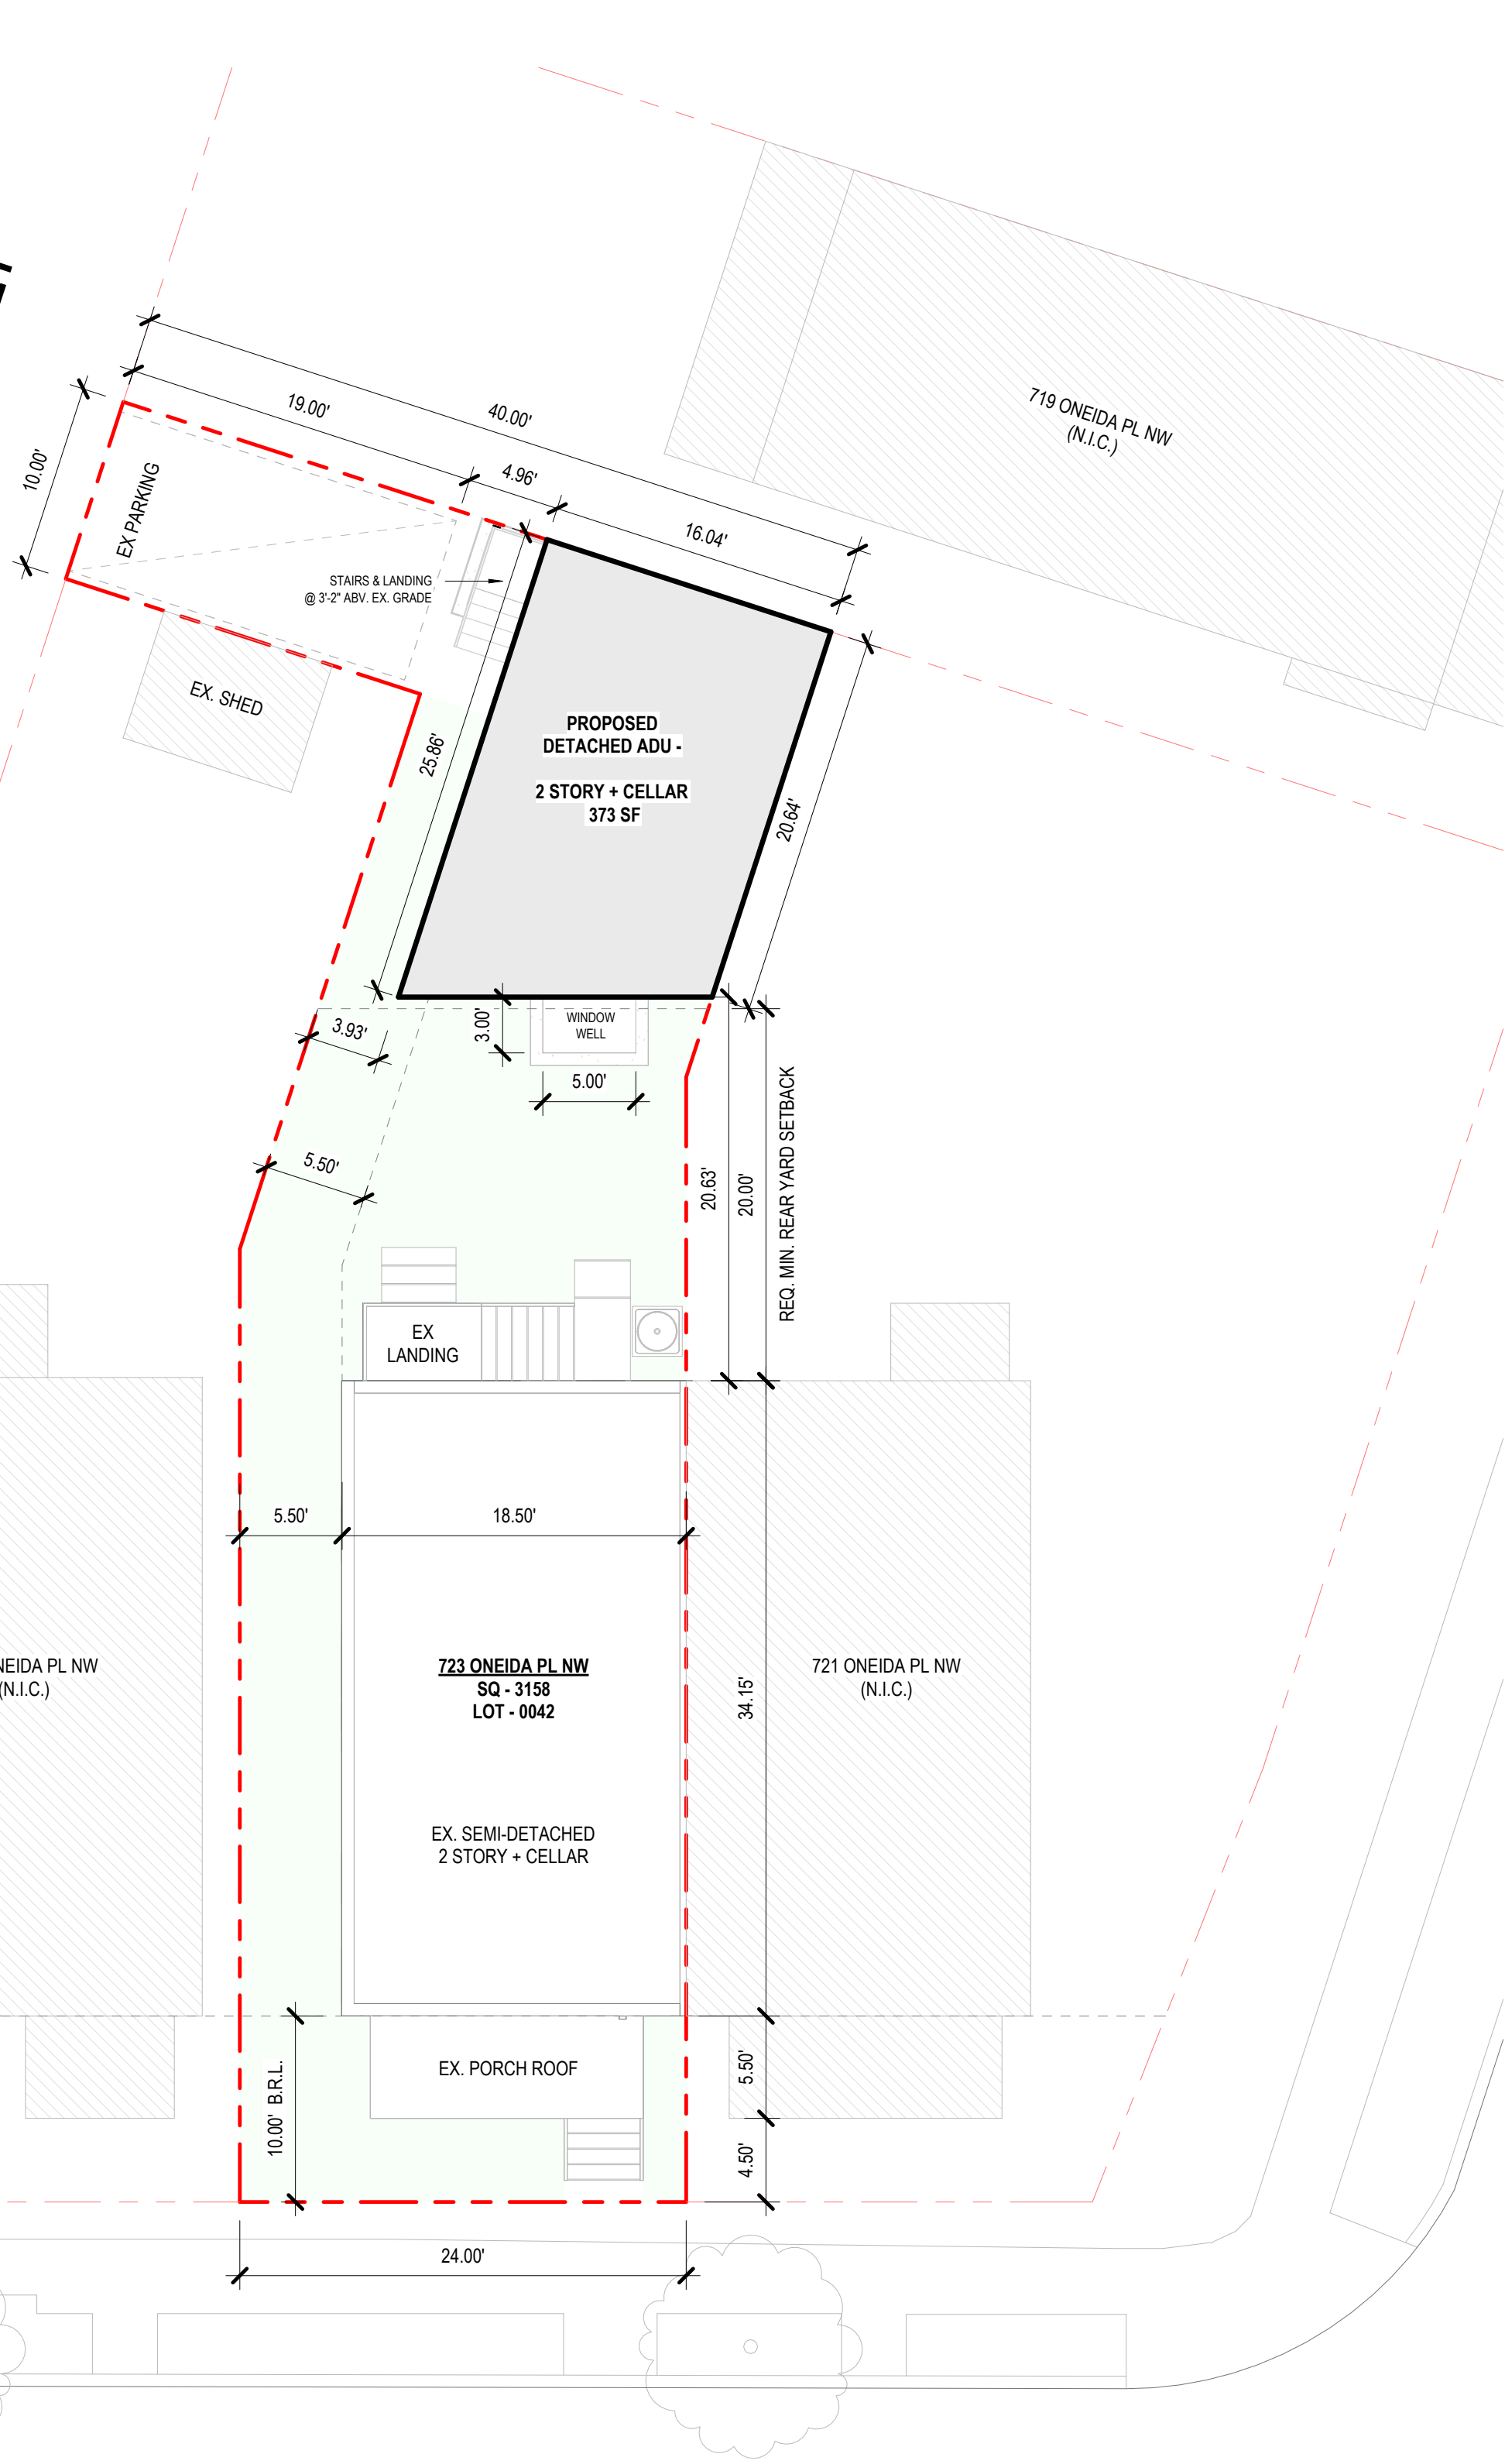 719 ONEIDA PL NW
(N.I.C.)
40.00'
19.00'
4.96'
16.04'
10.00'
EX PARKING
STAIRS & LANDING
@ 3'-2" ABV. EX. GRADE
EX. SHED
PROPOSED
DETACHED ADU -
2 STORY + CELLAR
373 SF
25.86'
20.64'
3.93'
3.00'
WINDOW
WELL
5.00'
5.50'
20.63'
20.00'
REQ. MIN. REAR YARD SETBACK
EX
LANDING
5.50'
18.50'
723 ONEIDA PL NW
SQ - 3158
LOT - 0042
NEIDA PL NW
(N.I.C.)
34.15'
721 ONEIDA PL NW
(N.I.C.)
EX. SEMI-DETACHED
2 STORY + CELLAR
EX. PORCH ROOF
10.00' B.R.L.
5.50'
4.50'
24.00'